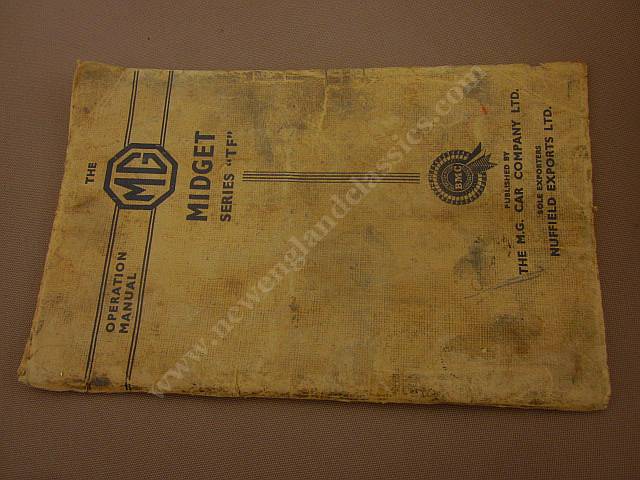 THE
MG
OPERATION
MANUAL
MIDGET
SERIES "TF"
BMC
PUBLISHED BY
THE M.G. CAR COMPANY LTD.
SOLE EXPORTERS
NUFFIELD EXPORTS LTD.
www.newenglandclassics.com